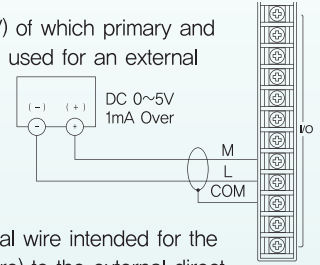 V) of which primary and
used for an external
(-) (+)
DC 0~5V
1mA Over
- +
I/O
M
L
COM
al wire intended for the
re) to the external direct